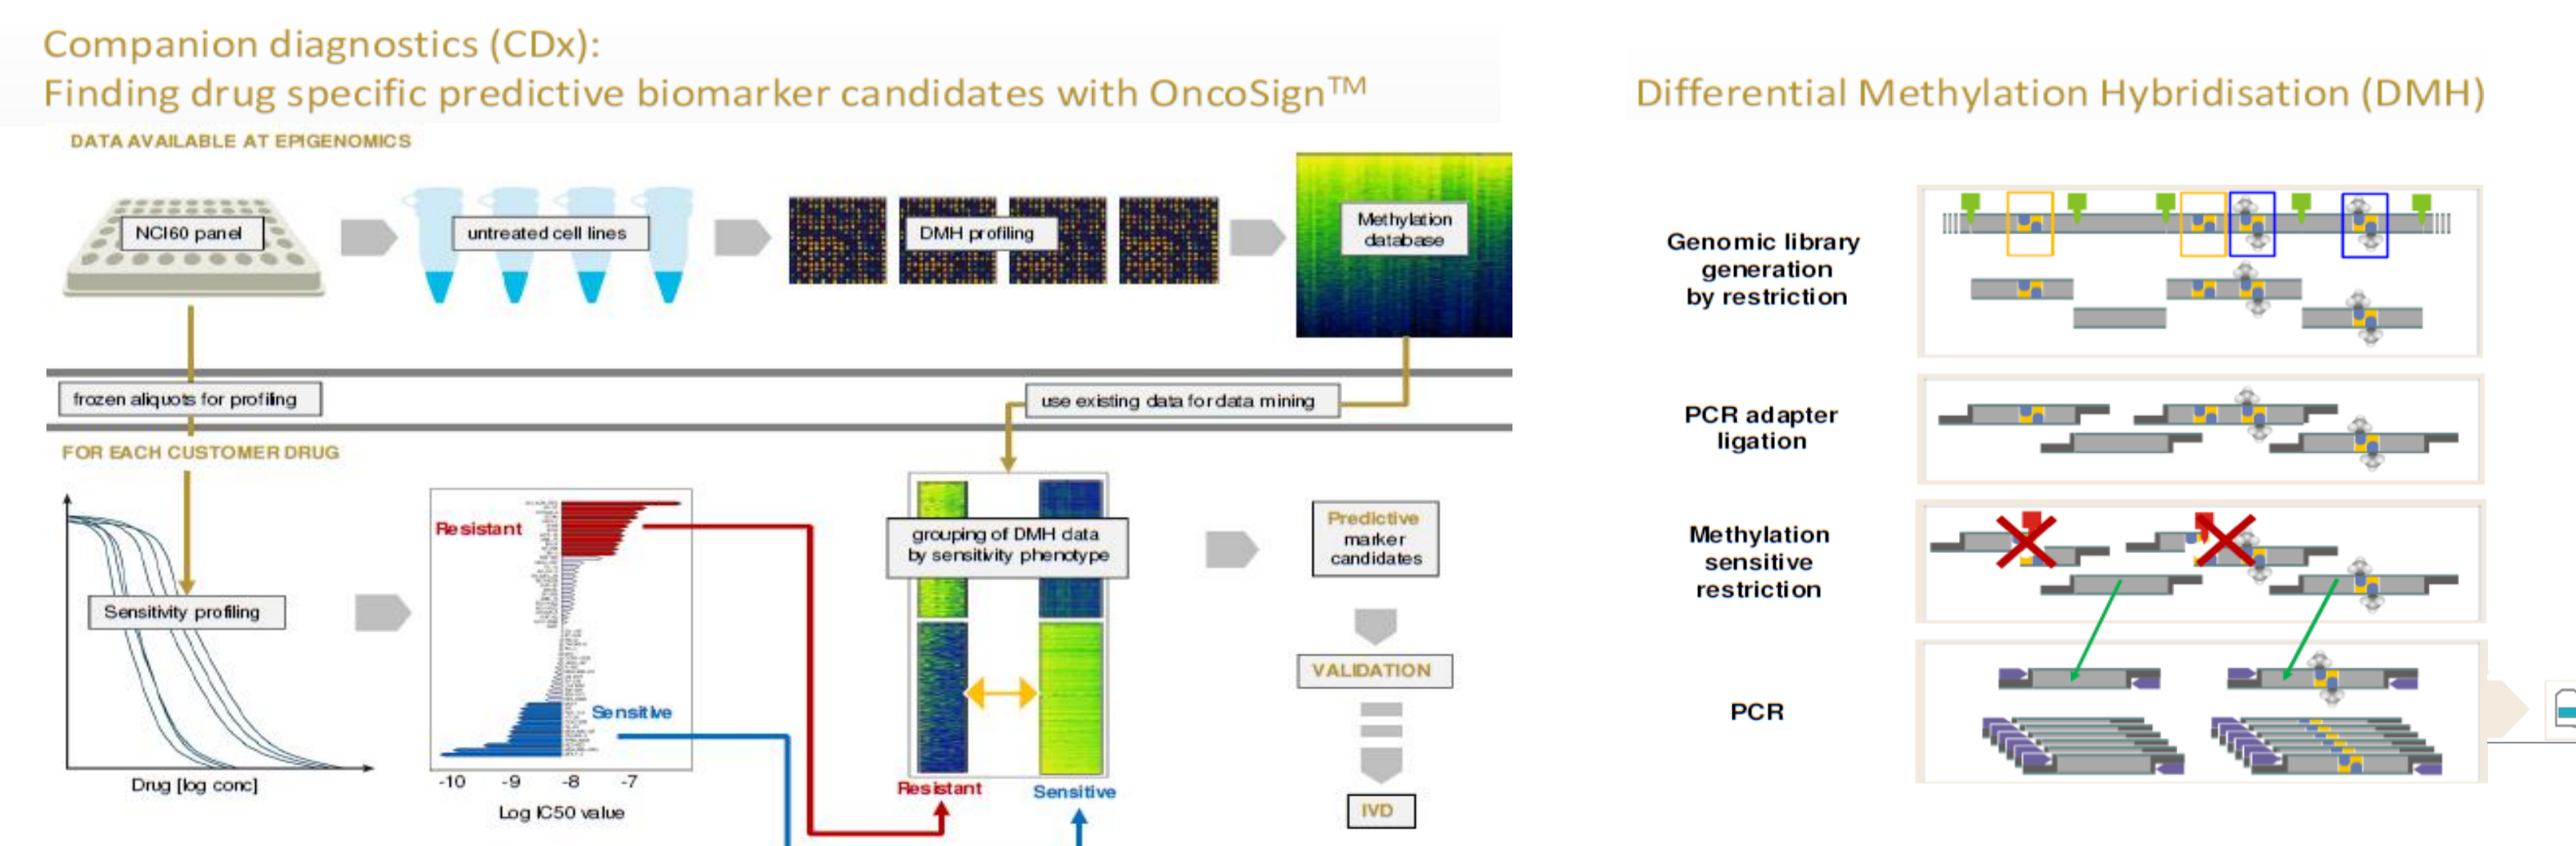 Companion diagnostics (CDx):
Finding drug specific predictive biomarker candidates with OncoSign™
DATA AVAILABLE AT EPIGENOMICS
NCI60 panel
untreated cell lines
DMH profiling
Methylation
database
frozen aliquots for profiling
use existing data for data mining
FOR EACH CUSTOMER DRUG
Sensitivity profiling
Drug [log conc]
Resistant
Sensitive
-10 -9 -8 -7
Log IC50 value
grouping of DMH data
by sensitivity phenotype
Resistant
Sensitive
Predictive
marker
candidates
VALIDATION
IVD
Differential Methylation Hybridisation (DMH)
Genomic library
generation
by restriction
PCR adapter
ligation
Methylation
sensitive
restriction
PCR